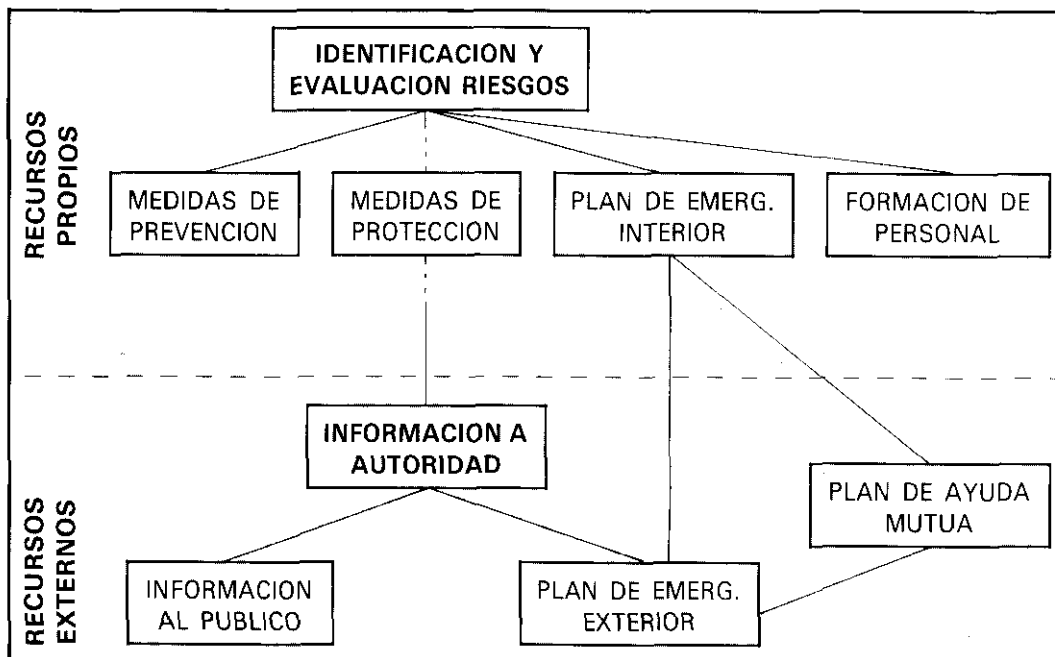 RECURSOS
PROPIOS
IDENTIFICACION Y
EVALUACION RIESGOS
MEDIDAS DE
PREVENCION
MEDIDAS DE
PROTECCION
PLAN DE EMERG.
INTERIOR
FORMACION DE
PERSONAL
RECURSOS
EXTERNOS
INFORMACION A
AUTORIDAD
PLAN DE AYUDA
MUTUA
INFORMACION
AL PUBLICO
PLAN DE EMERG.
EXTERIOR